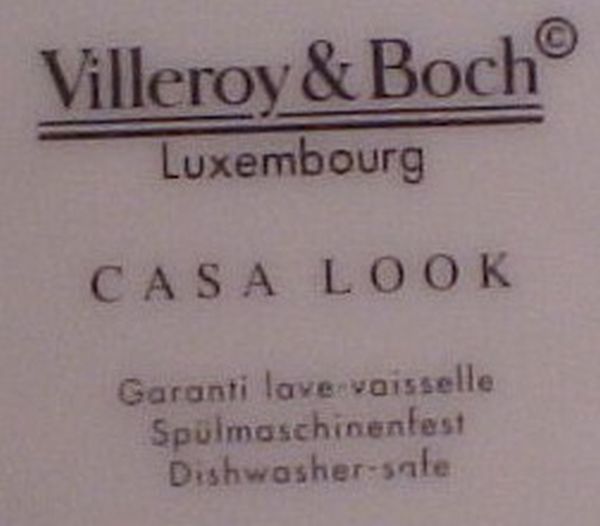 Villeroy & Boch©
Luxembourg
CASA LOOK
Garanti lave-vaisselle
Spülmaschinenfest
Dishwasher-safe